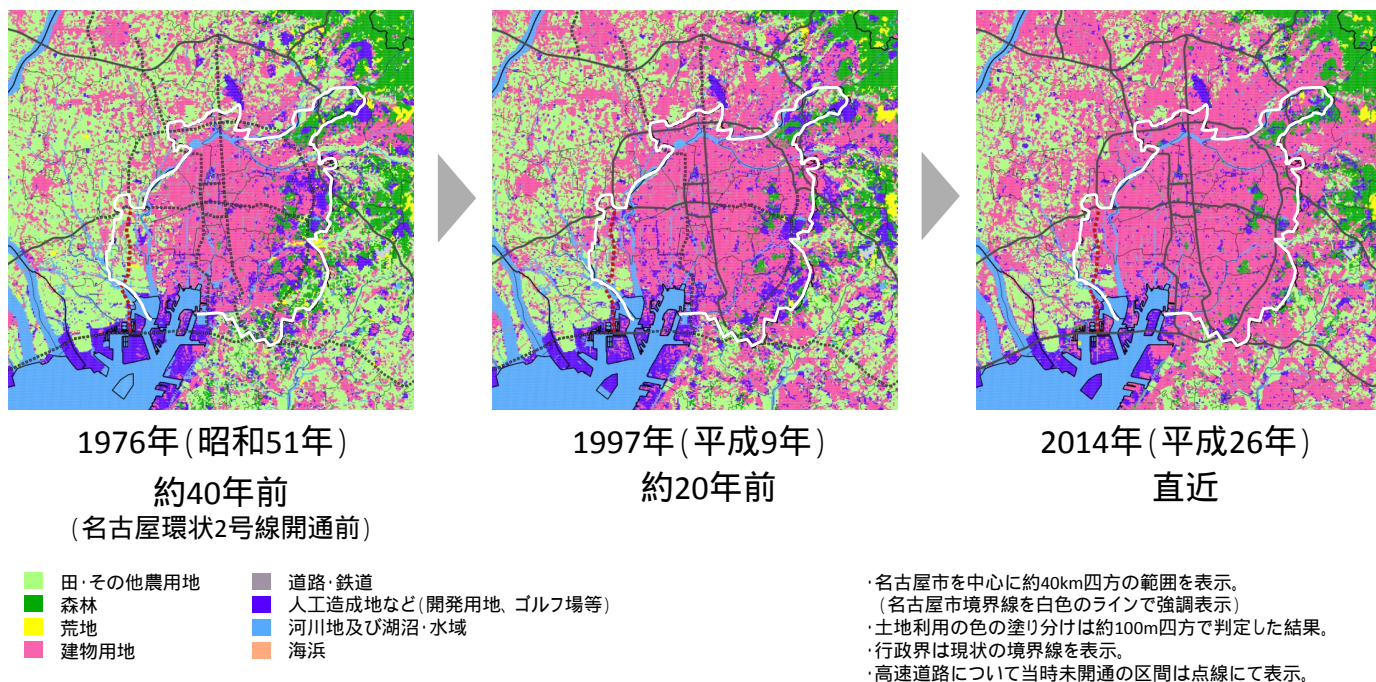 1976年(昭和51年)
約40年前
(名古屋環状2号線開通前)
1997年(平成9年)
約20年前
2014年(平成26年)
直近
田・その他農用地
森林
荒地
建物用地
道路・鉄道
人工造成地など(開発用地、ゴルフ場等)
河川地及び湖沼・水域
海浜
・名古屋市を中心に約40km四方の範囲を表示。
(名古屋市境界線を白色のラインで強調表示)
・土地利用の色の塗り分けは約100m四方で判定した結果。
・行政界は現状の境界線を表示。
・高速道路について当時未開通の区間は点線にて表示。